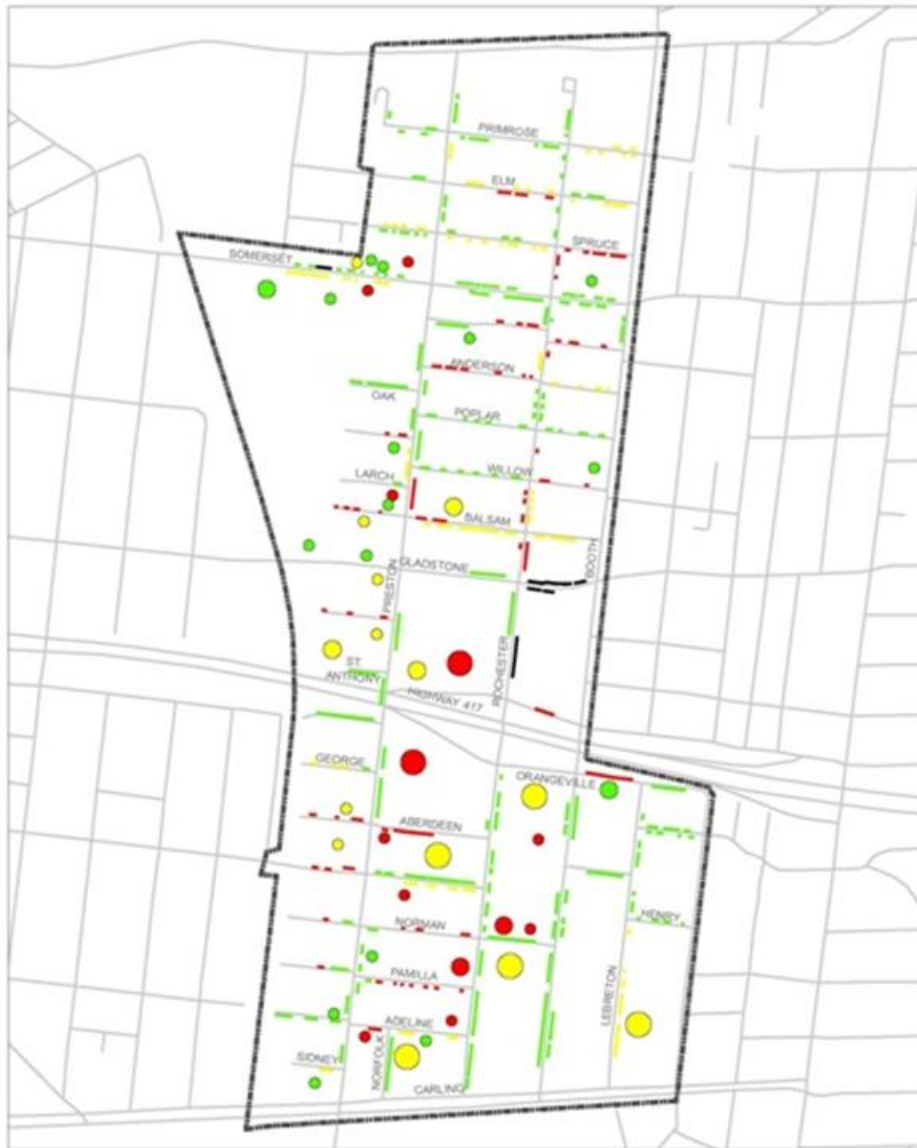 PRIMROSE
ELM
SPRUCE
SOMERSET
ANDERSON
OAK
POPLAR
WILLOW
LARCH
BALSAM
GLADSTONE
BOOTH
PRESTON
ROCHESTER
ST.
ANTHONY
HIGHWAY 417
GEORGE
ORANGEVILLE
ABERDEEN
HENRY
NORMAN
PAMILLA
LEBRETON
ADELINE
SIDNEY
NORFOLK
CARLING